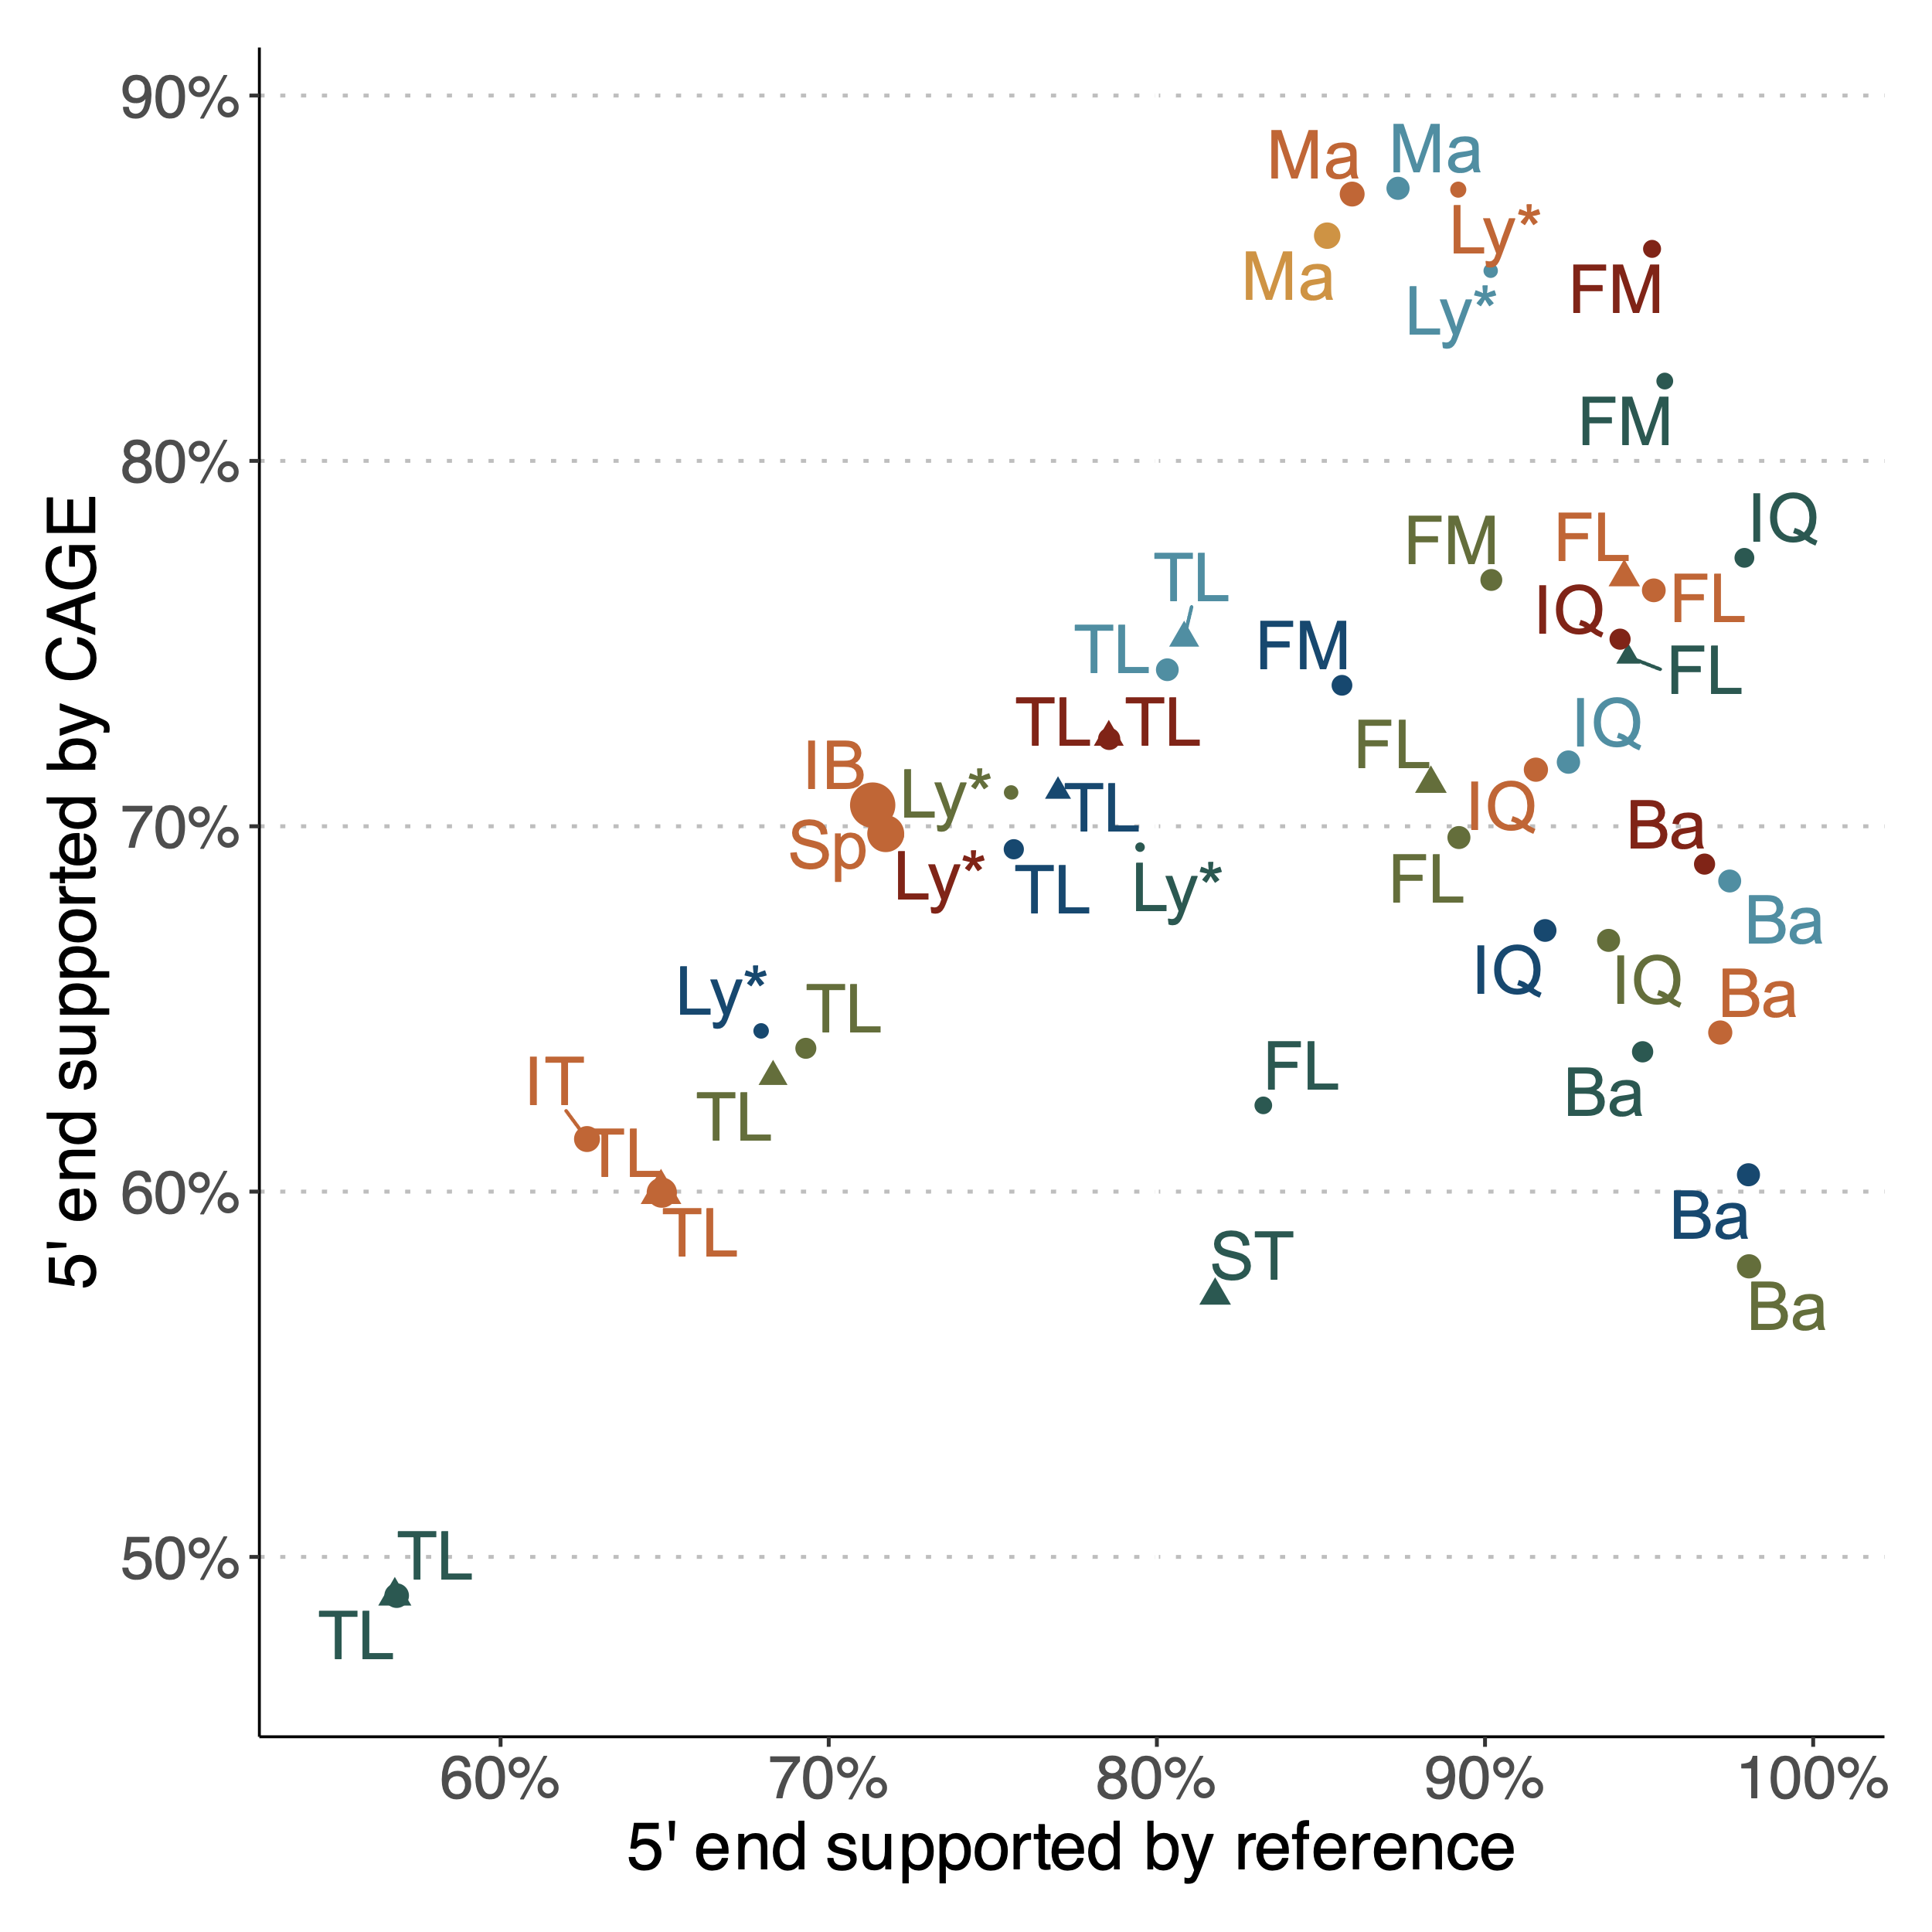 90%
Ma
Ma
Ly*
Ma
FM
Ly*
FM
80%
IQ
FM
FL
TL
FL
IQ
TL
FM
FL
TL
TL
IQ
FL
IB
Ly*
TL
IQ
Ba
70%
Sp
Ly*
TL
Ly*
FL
Ba
IQ
IQ
Ba
Ly*
TL
FL
IT
TL
Ba
TL
60%
TL
Ba
ST
Ba
50%
TL
TL
5' end supported by CAGE
60%
70%
80%
90%
100%
5' end supported by reference